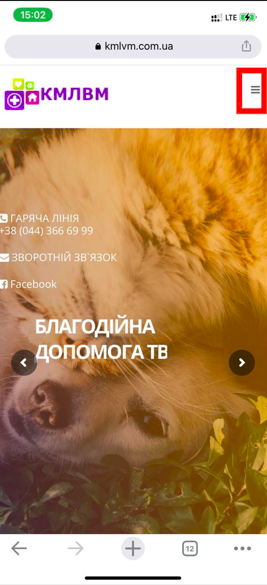 15:02
LTE
kmlvm.com.ua
КМЛВМ
ГАРЯЧА ЛІНІЯ
+38 (044) 366 69 99
ЗВОРОТНІЙ ЗВ'ЯЗОК
Facebook
БЛАГОДІЙНА
ДОПОМОГА ТВ
12